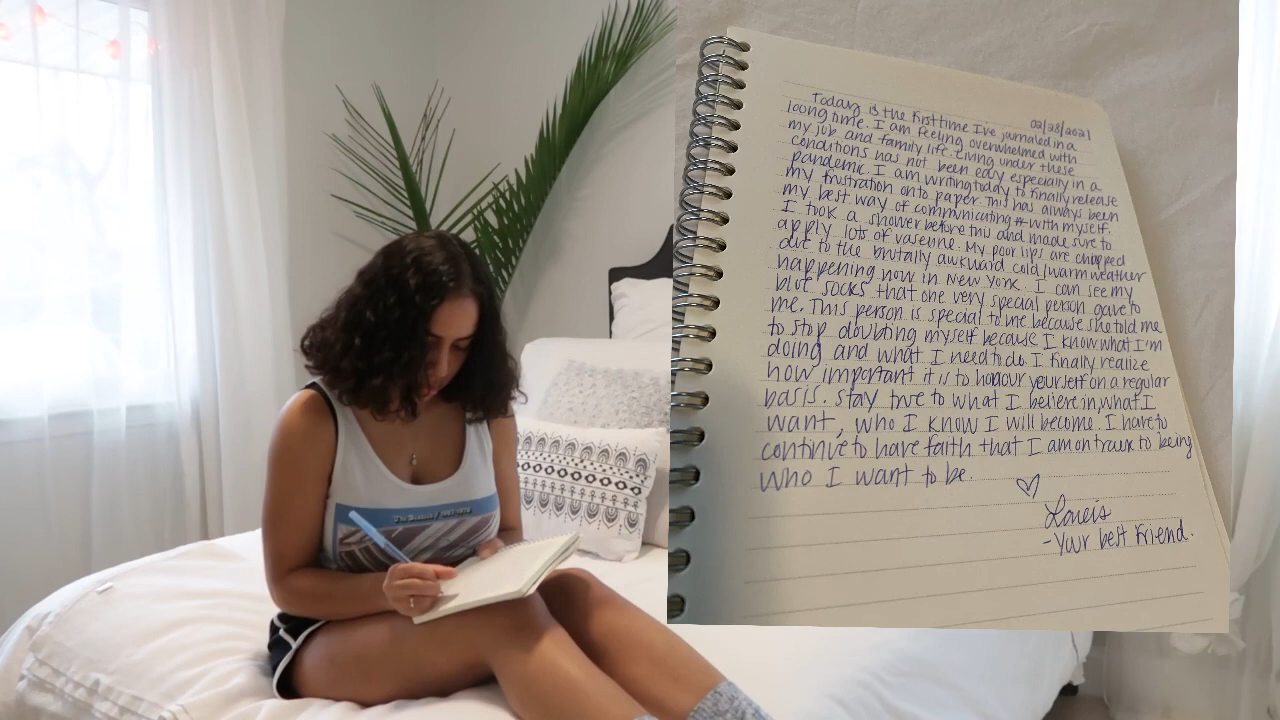 02/28/2021
Today is the first time I've journaled in a
loong time. I am feeling overwhelmed with
my job and family life. Living under these
conditions has not been easy especially in a
pandemic. I am writing today to finally release
my frustration onto paper. This has always been
my best way of communicating with myself.
I took a shower before this and made sure to
apply lots of vaseline. My poor lips are chapped
due to the brutally awkward cold/warm weather
happening now in New York. I can see my
blue socks that one very special person gave to
me. This person is special to me because she told me
to stop doubting myself because I know what I'm
doing and what I need to do. I finally realize
how important it is to honour yourself on a regular
basis. Stay true to what I believe in, what I
want, who I know I will become. I have to
continue to have faith that I am on track to being
who I want to be.
-Your best friend.
The Beatles / 1967-1970